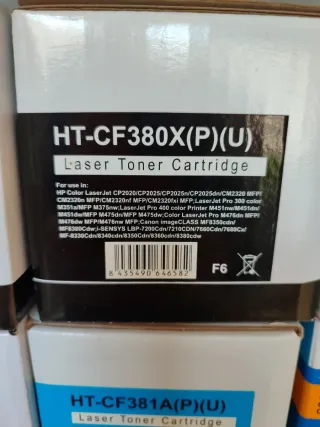 HT-CF380X(P)(U)
Laser Toner Cartridge
For use in:
HP Color LaserJet CP2020/CP2025/CP2025n/CP2025dn/CM2320 MFP/
CM2320n MFP/CM2320nf MFP/CM2320fxi MFP;LaserJet Pro 300 color
M351a/MFP M375nw;LaserJet Pro 400 color Printer M451nw/M451dn/
M451dw/MFP M475dn/MFP M475dw;Color LaserJet Pro M476dn MFP/
M476dw MFP/M476nw MFP;Canon imageCLASS MF8350cdn/
MF8380Cdw;i-SENSYS LBP-7200Cdn/7210CDN/7660Cdn/7680Cx/
MF-8330Cdn/8340cdn/8350Cdn/8360cdn/8380cdw
8 435490 646582
F6
HT-CF381A(P)(U)
Laser Toner Cartridge